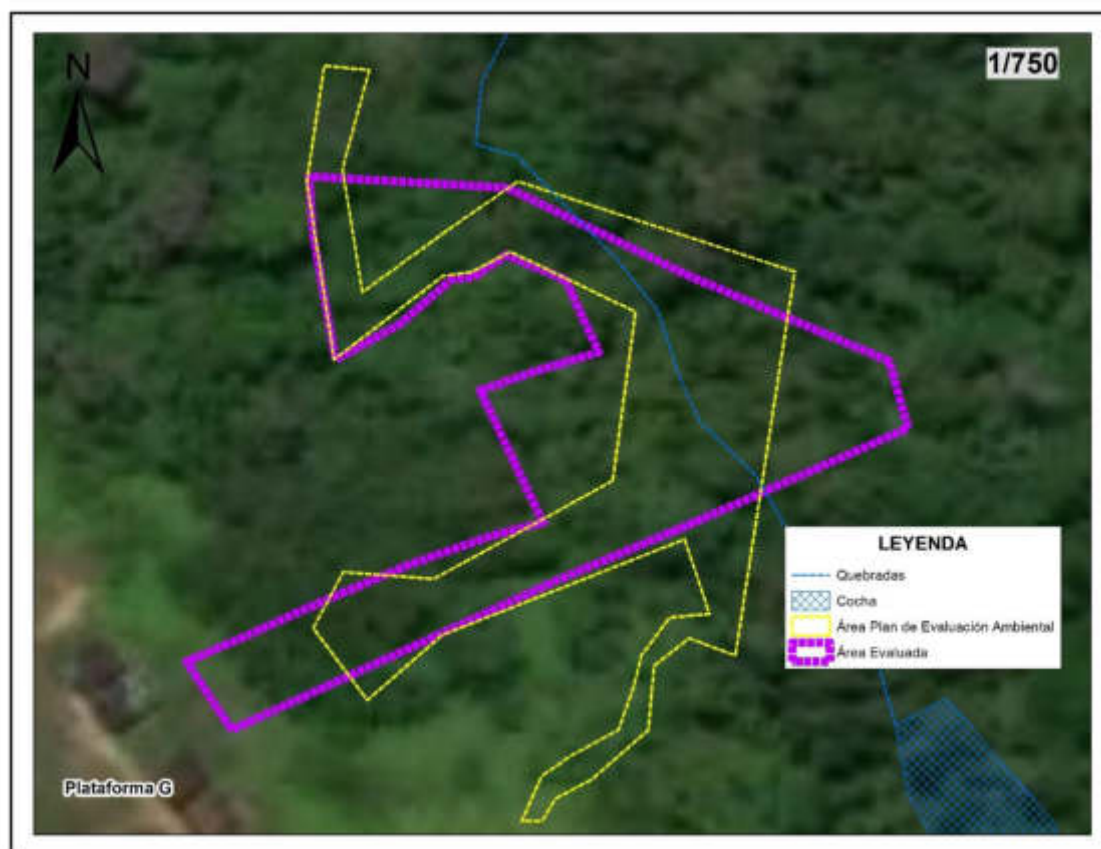 N
1/750
LEYENDA
Quebradas
Cocha
Área Plan de Evaluación Ambiental
Área Evaluada
Plataforma G